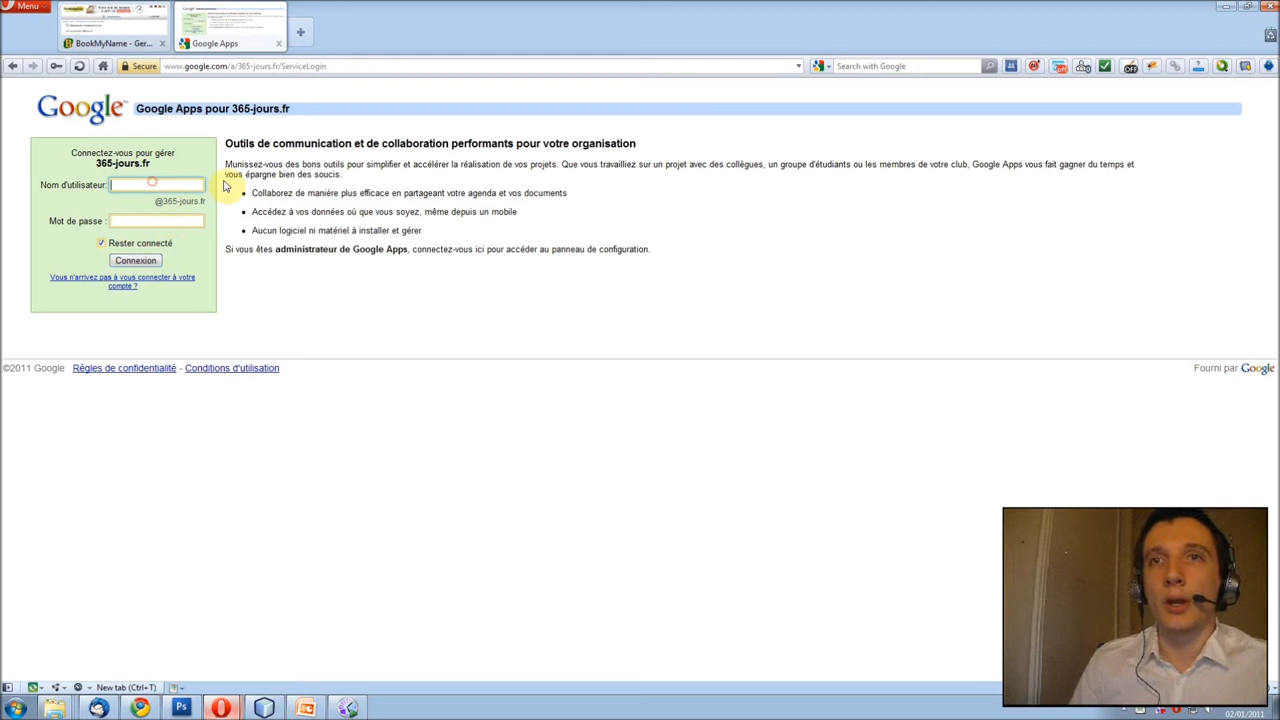 Menu
BookMyName - Ger...
Google Apps
Secure
www.google.com/a/365-jours.fr/ServiceLogin
Search with Google
Google
Google Apps pour 365-jours.fr
Connectez-vous pour gérer
365-jours.fr
Nom d'utilisateur:
@365-jours.fr
Mot de passe :
Rester connecté
Connexion
Vous n'arrivez pas à vous connecter à votre
compte ?
Outils de communication et de collaboration performants pour votre organisation
Munissez-vous des bons outils pour simplifier et accélérer la réalisation de vos projets. Que vous travailliez sur un projet avec des collègues, un groupe d'étudiants ou les membres de votre club, Google Apps vous fait gagner du temps et
vous épargne bien des soucis.
Collaborez de manière plus efficace en partageant votre agenda et vos documents
Accédez à vos données où que vous soyez, même depuis un mobile
Aucun logiciel ni matériel à installer et gérer
Si vous êtes administrateur de Google Apps, connectez-vous ici pour accéder au panneau de configuration.
©2011 Google Règles de confidentialité - Conditions d'utilisation
Fourni par Google
New tab (Ctrl+T)
Ps
02/01/2011